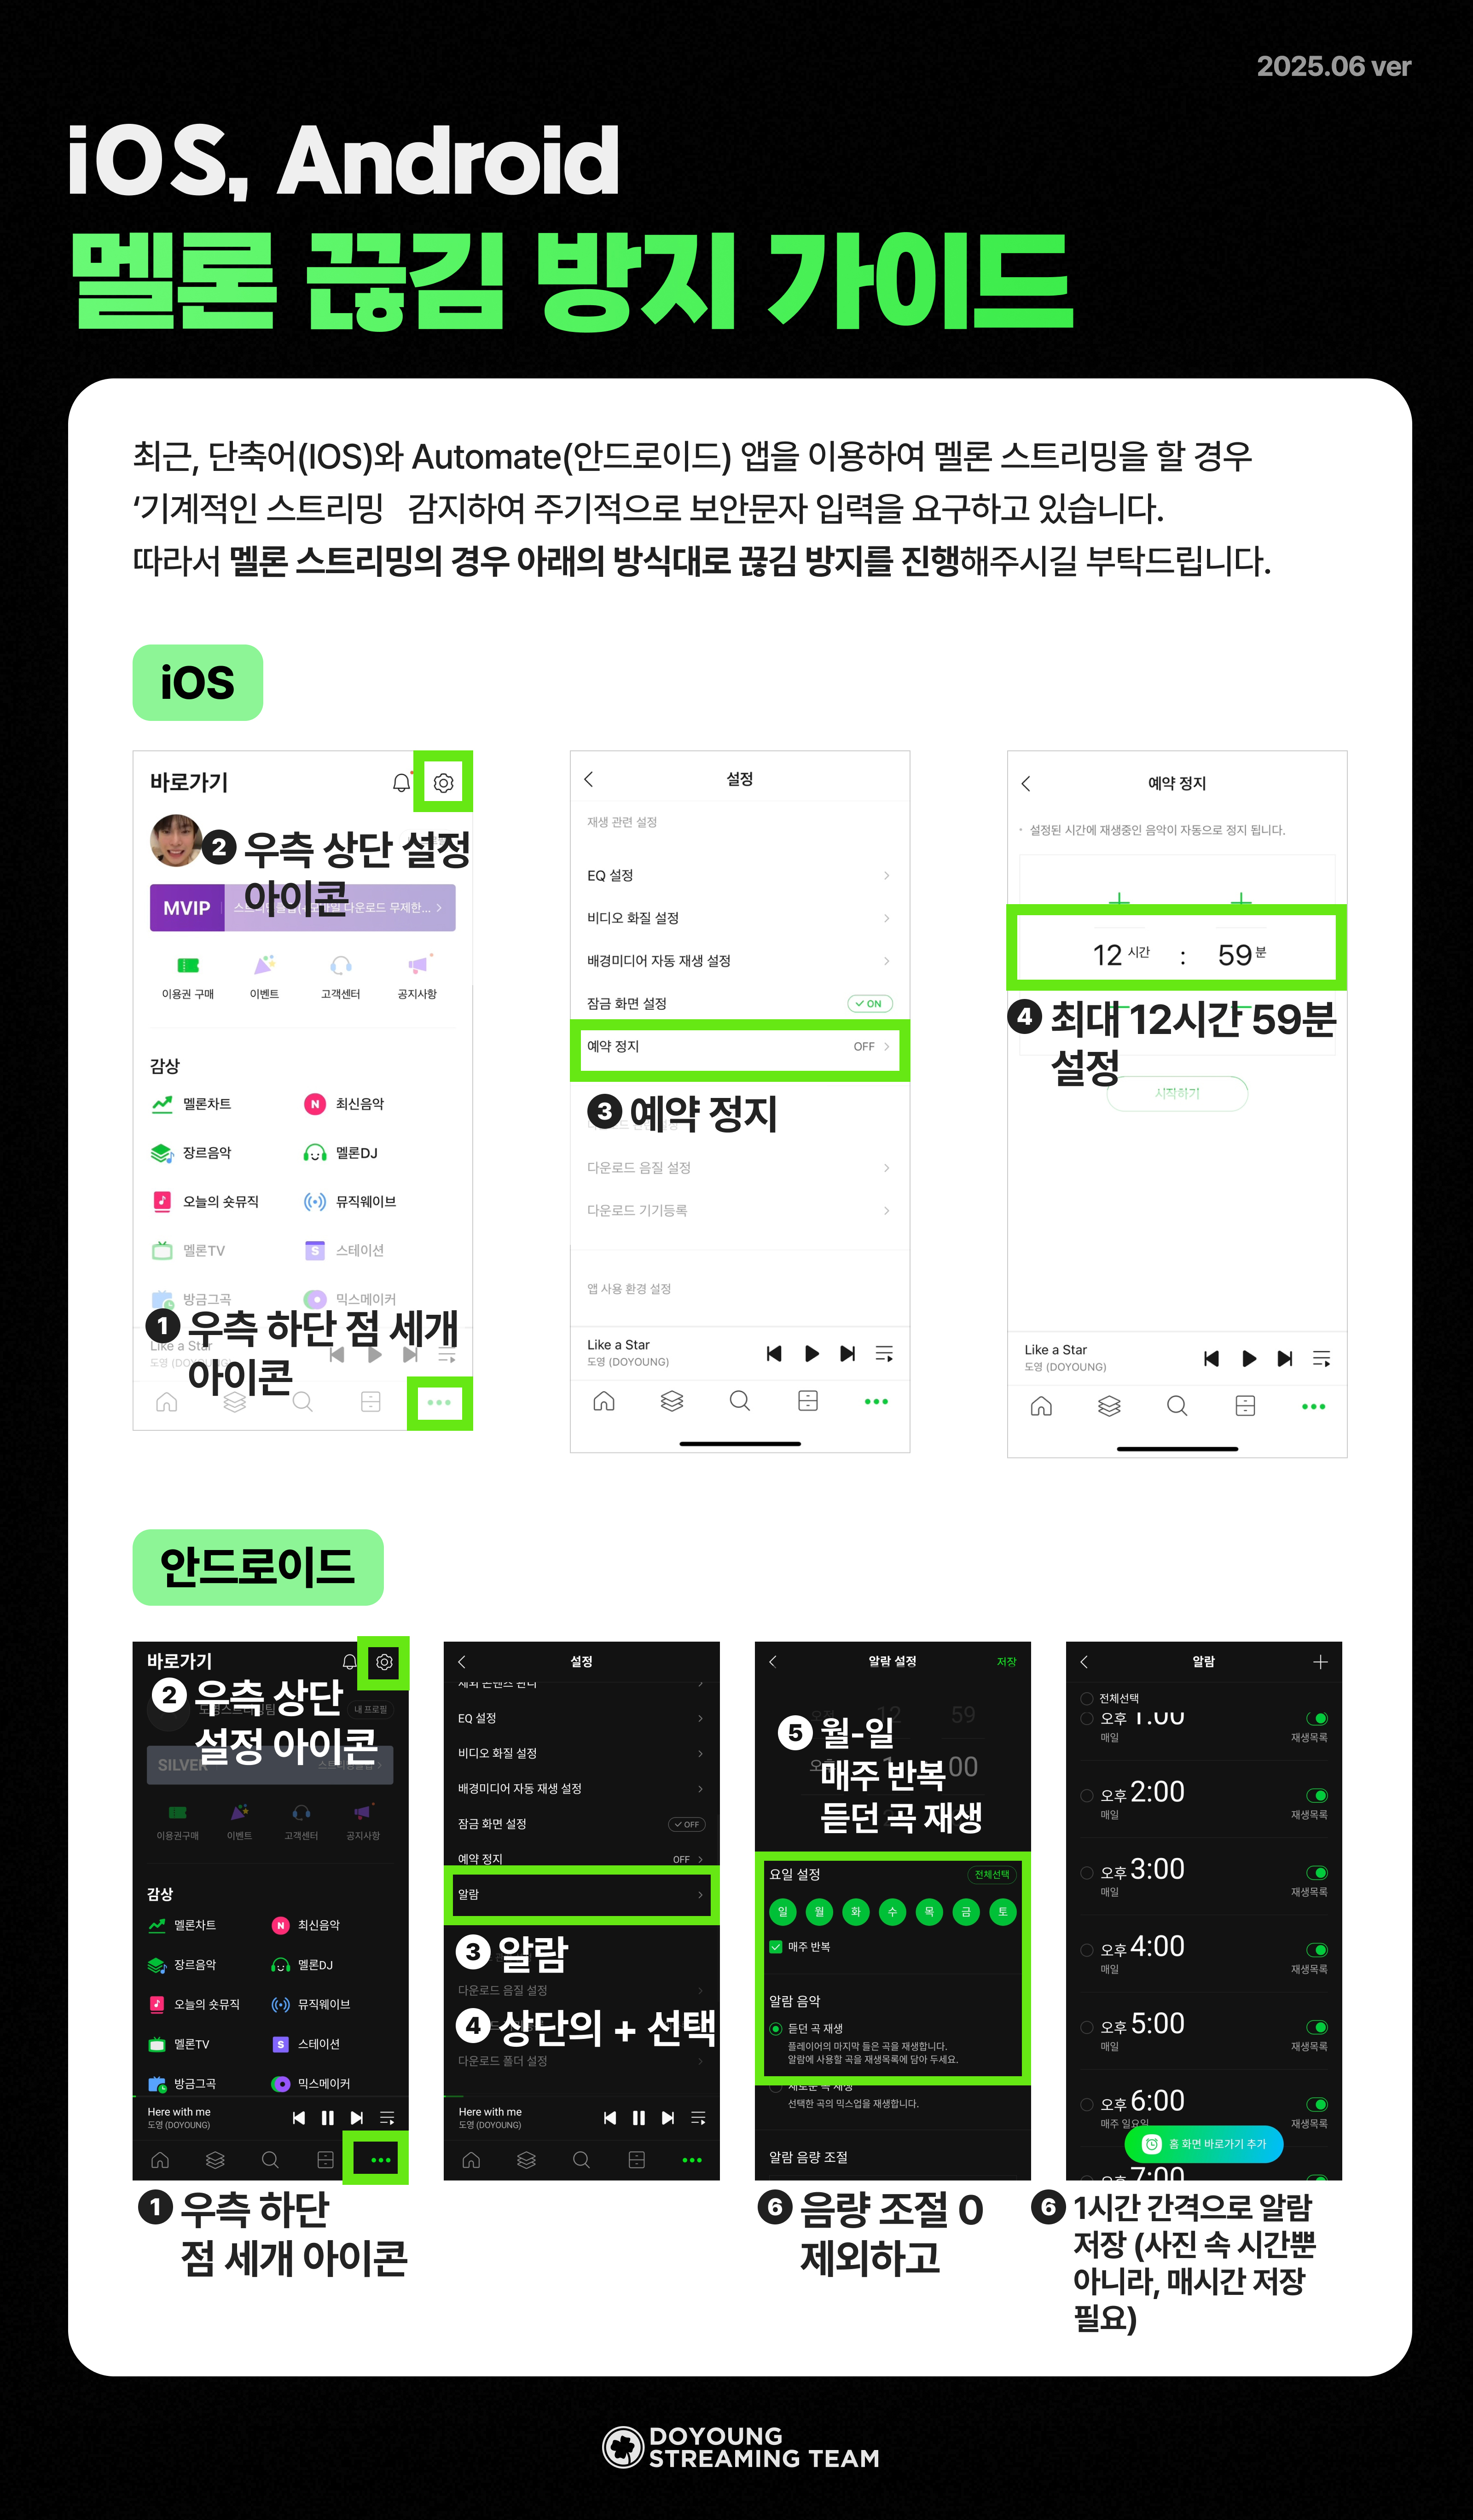 2025.06 ver
iOS, Android
멜론 끊김 방지 가이드
최근, 단축어(IOS)와 Automate(안드로이드) 앱을 이용하여 멜론 스트리밍을 할 경우
‘기계적인 스트리밍 감지하여 주기적으로 보안문자 입력을 요구하고 있습니다.
따라서 멜론 스트리밍의 경우 아래의 방식대로 끊김 방지를 진행해주시길 부탁드립니다.
iOS
바로가기
2 우측 상단 설정
아이콘
MVIP
다운로드 무제한...
이용권 구매 이벤트 고객센터 공지사항
감상
멜론차트 최신음악
장르음악 멜론DJ
오늘의 숏뮤직 뮤직웨이브
멜론TV 스테이션
방금그곡 믹스메이커
1 우측 하단 점 세개
아이콘
Like a Star
도영 (DOYOUNG)
설정
재생 관련 설정
EQ 설정
비디오 화질 설정
배경미디어 자동 재생 설정
잠금 화면 설정 ON
예약 정지 OFF
3 예약 정지
다운로드 음질 설정
다운로드 기기등록
앱 사용 환경 설정
Like a Star
도영 (DOYOUNG)
예약 정지
• 설정된 시간에 재생중인 음악이 자동으로 정지 됩니다.
12 시간 : 59 분
4 최대 12시간 59분
설정
시작하기
Like a Star
도영 (DOYOUNG)
안드로이드
바로가기
2 우측 상단
설정 아이콘
내 프로필
SILVER
이용권구매 이벤트 고객센터 공지사항
감상
멜론차트 최신음악
장르음악 멜론DJ
오늘의 숏뮤직 뮤직웨이브
멜론TV 스테이션
방금그곡 믹스메이커
Here with me
도영 (DOYOUNG)
1 우측 하단
점 세개 아이콘
설정
EQ 설정
비디오 화질 설정
배경미디어 자동 재생 설정
잠금 화면 설정 OFF
예약 정지 OFF
알람
3 알람
다운로드 음질 설정
4 상단의 + 선택
다운로드 폴더 설정
Here with me
도영 (DOYOUNG)
알람 설정 저장
12 59
00
5 월-일
매주 반복
듣던 곡 재생
요일 설정 전체선택
일 월 화 수 목 금 토
매주 반복
알람 음악
듣던 곡 재생
플레이어의 마지막 들은 곡을 재생합니다.
알람에 사용할 곡을 재생목록에 담아 두세요.
새로운 곡 재생
선택한 곡의 믹스업을 재생합니다.
알람 음량 조절
6 음량 조절 0
제외하고
알람
전체선택
오후 1:00
매일 재생목록
오후 2:00
매일 재생목록
오후 3:00
매일 재생목록
오후 4:00
매일 재생목록
오후 5:00
매일 재생목록
오후 6:00
매주 일요일 재생목록
홈 화면 바로가기 추가
오후 7:00
6 1시간 간격으로 알람
저장 (사진 속 시간뿐
아니라, 매시간 저장
필요)
DOYOUNG
STREAMING TEAM